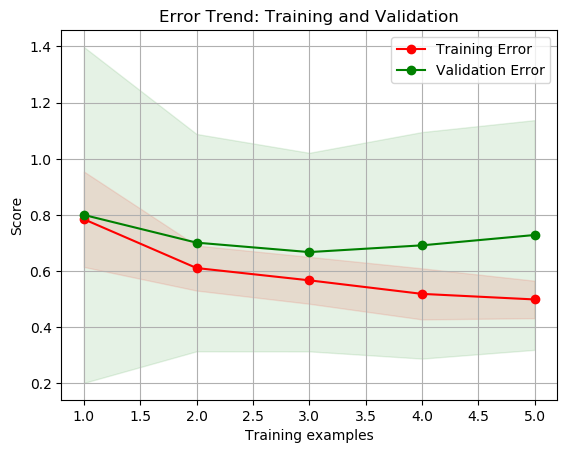 Error Trend: Training and Validation
Training Error
Validation Error
Score
1.4
1.2
1.0
0.8
0.6
0.4
0.2
1.0 1.5 2.0 2.5 3.0 3.5 4.0 4.5 5.0
Training examples